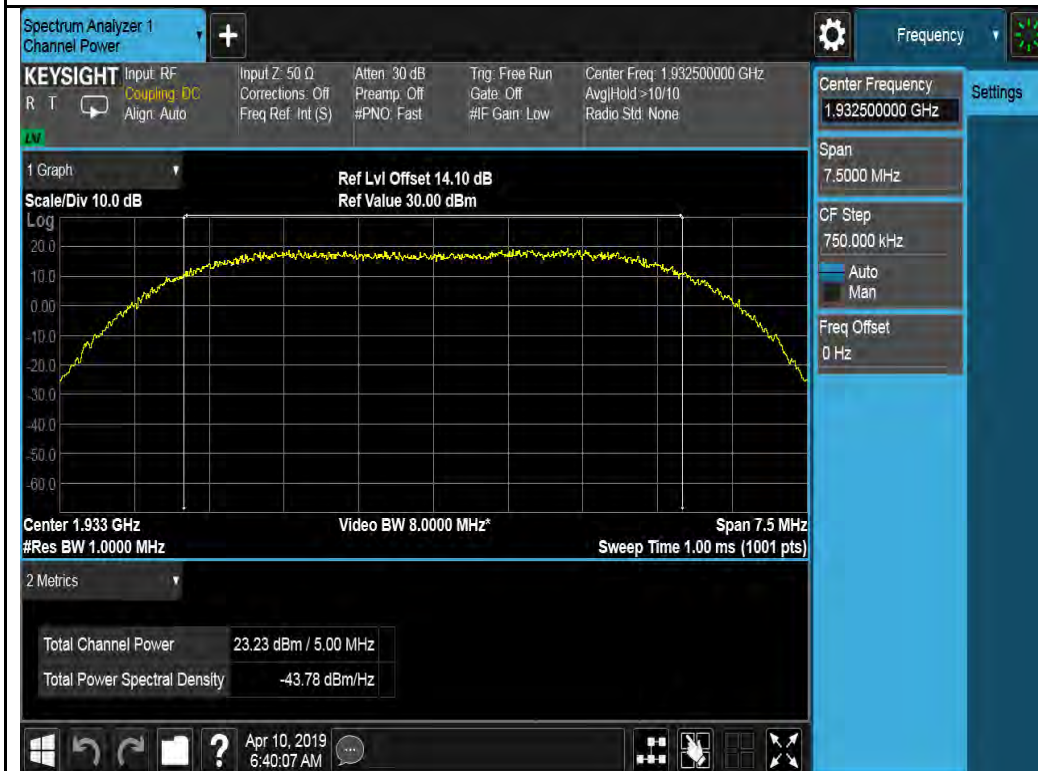 Spectrum Analyzer 1
Channel Power
+
Frequency
KEYSIGHT
R T
LV
Input: RF
Coupling: DC
Align: Auto
Input Z: 50 Ω
Corrections: Off
Freq Ref: Int (S)
Atten: 30 dB
Preamp: Off
#PNO: Fast
Trig: Free Run
Gate: Off
#IF Gain: Low
Center Freq: 1.932500000 GHz
Avg|Hold >10/10
Radio Std: None
Center Frequency
1.932500000 GHz
Settings
Span
7.5000 MHz
CF Step
750.000 kHz
Auto
Man
Freq Offset
0 Hz
1 Graph
Scale/Div 10.0 dB
Ref Lvl Offset 14.10 dB
Ref Value 30.00 dBm
Log
20.0
10.0
0.00
-10.0
-20.0
-30.0
-40.0
-50.0
-60.0
Center 1.933 GHz
#Res BW 1.0000 MHz
Video BW 8.0000 MHz*
Span 7.5 MHz
Sweep Time 1.00 ms (1001 pts)
2 Metrics
Total Channel Power 23.23 dBm / 5.00 MHz
Total Power Spectral Density -43.78 dBm/Hz
?
Apr 10, 2019
6:40:07 AM